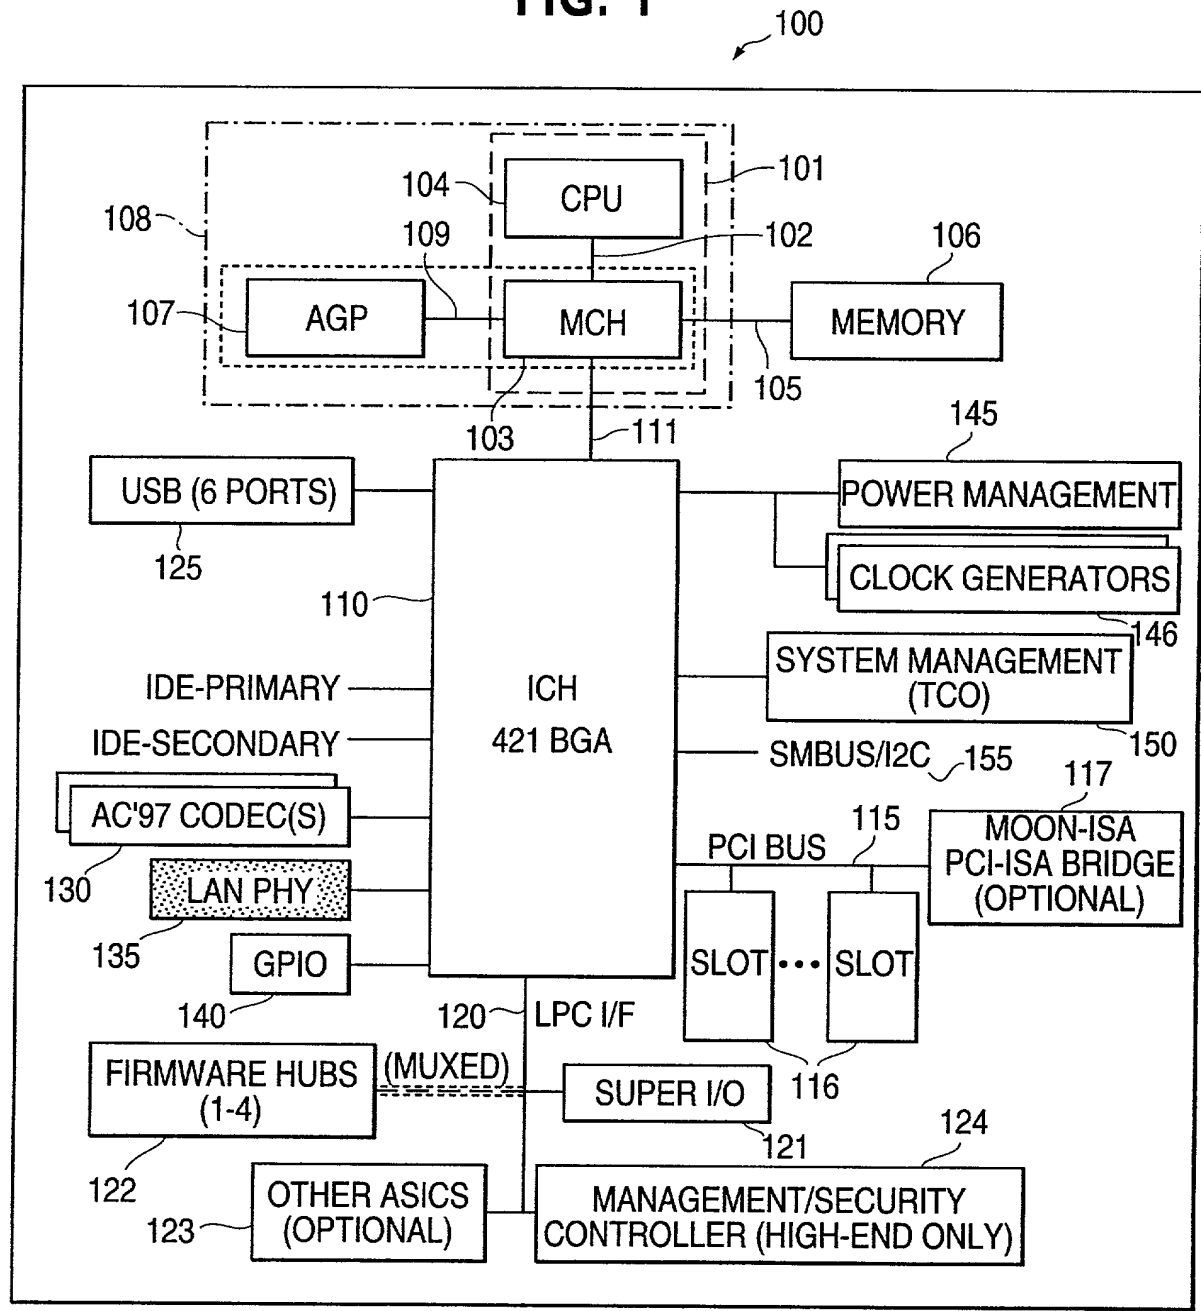 FIG. 1
100
104
CPU
101
108
109
102
106
107
AGP
MCH
MEMORY
105
103
111
145
USB (6 PORTS)
POWER MANAGEMENT
125
110
CLOCK GENERATORS
146
SYSTEM MANAGEMENT
(TCO)
IDE-PRIMARY
ICH
421 BGA
IDE-SECONDARY
150
SMBUS/I2C
155
117
AC'97 CODEC(S)
130
PCI BUS
115
MOON-ISA
PCI-ISA BRIDGE
(OPTIONAL)
LAN PHY
135
GPIO
140
SLOT
SLOT
120
LPC I/F
116
FIRMWARE HUBS
(1-4)
(MUXED)
SUPER I/O
121
122
124
OTHER ASICS
(OPTIONAL)
123
MANAGEMENT/SECURITY
CONTROLLER (HIGH-END ONLY)